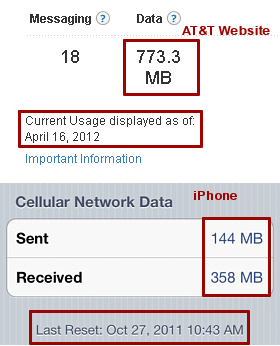 Messaging ? Data ? AT&T Website
18 773.3
MB
Current Usage displayed as of:
April 16, 2012
Important Information
Cellular Network Data iPhone
Sent 144 MB
Received 358 MB
Last Reset: Oct 27, 2011 10:43 AM